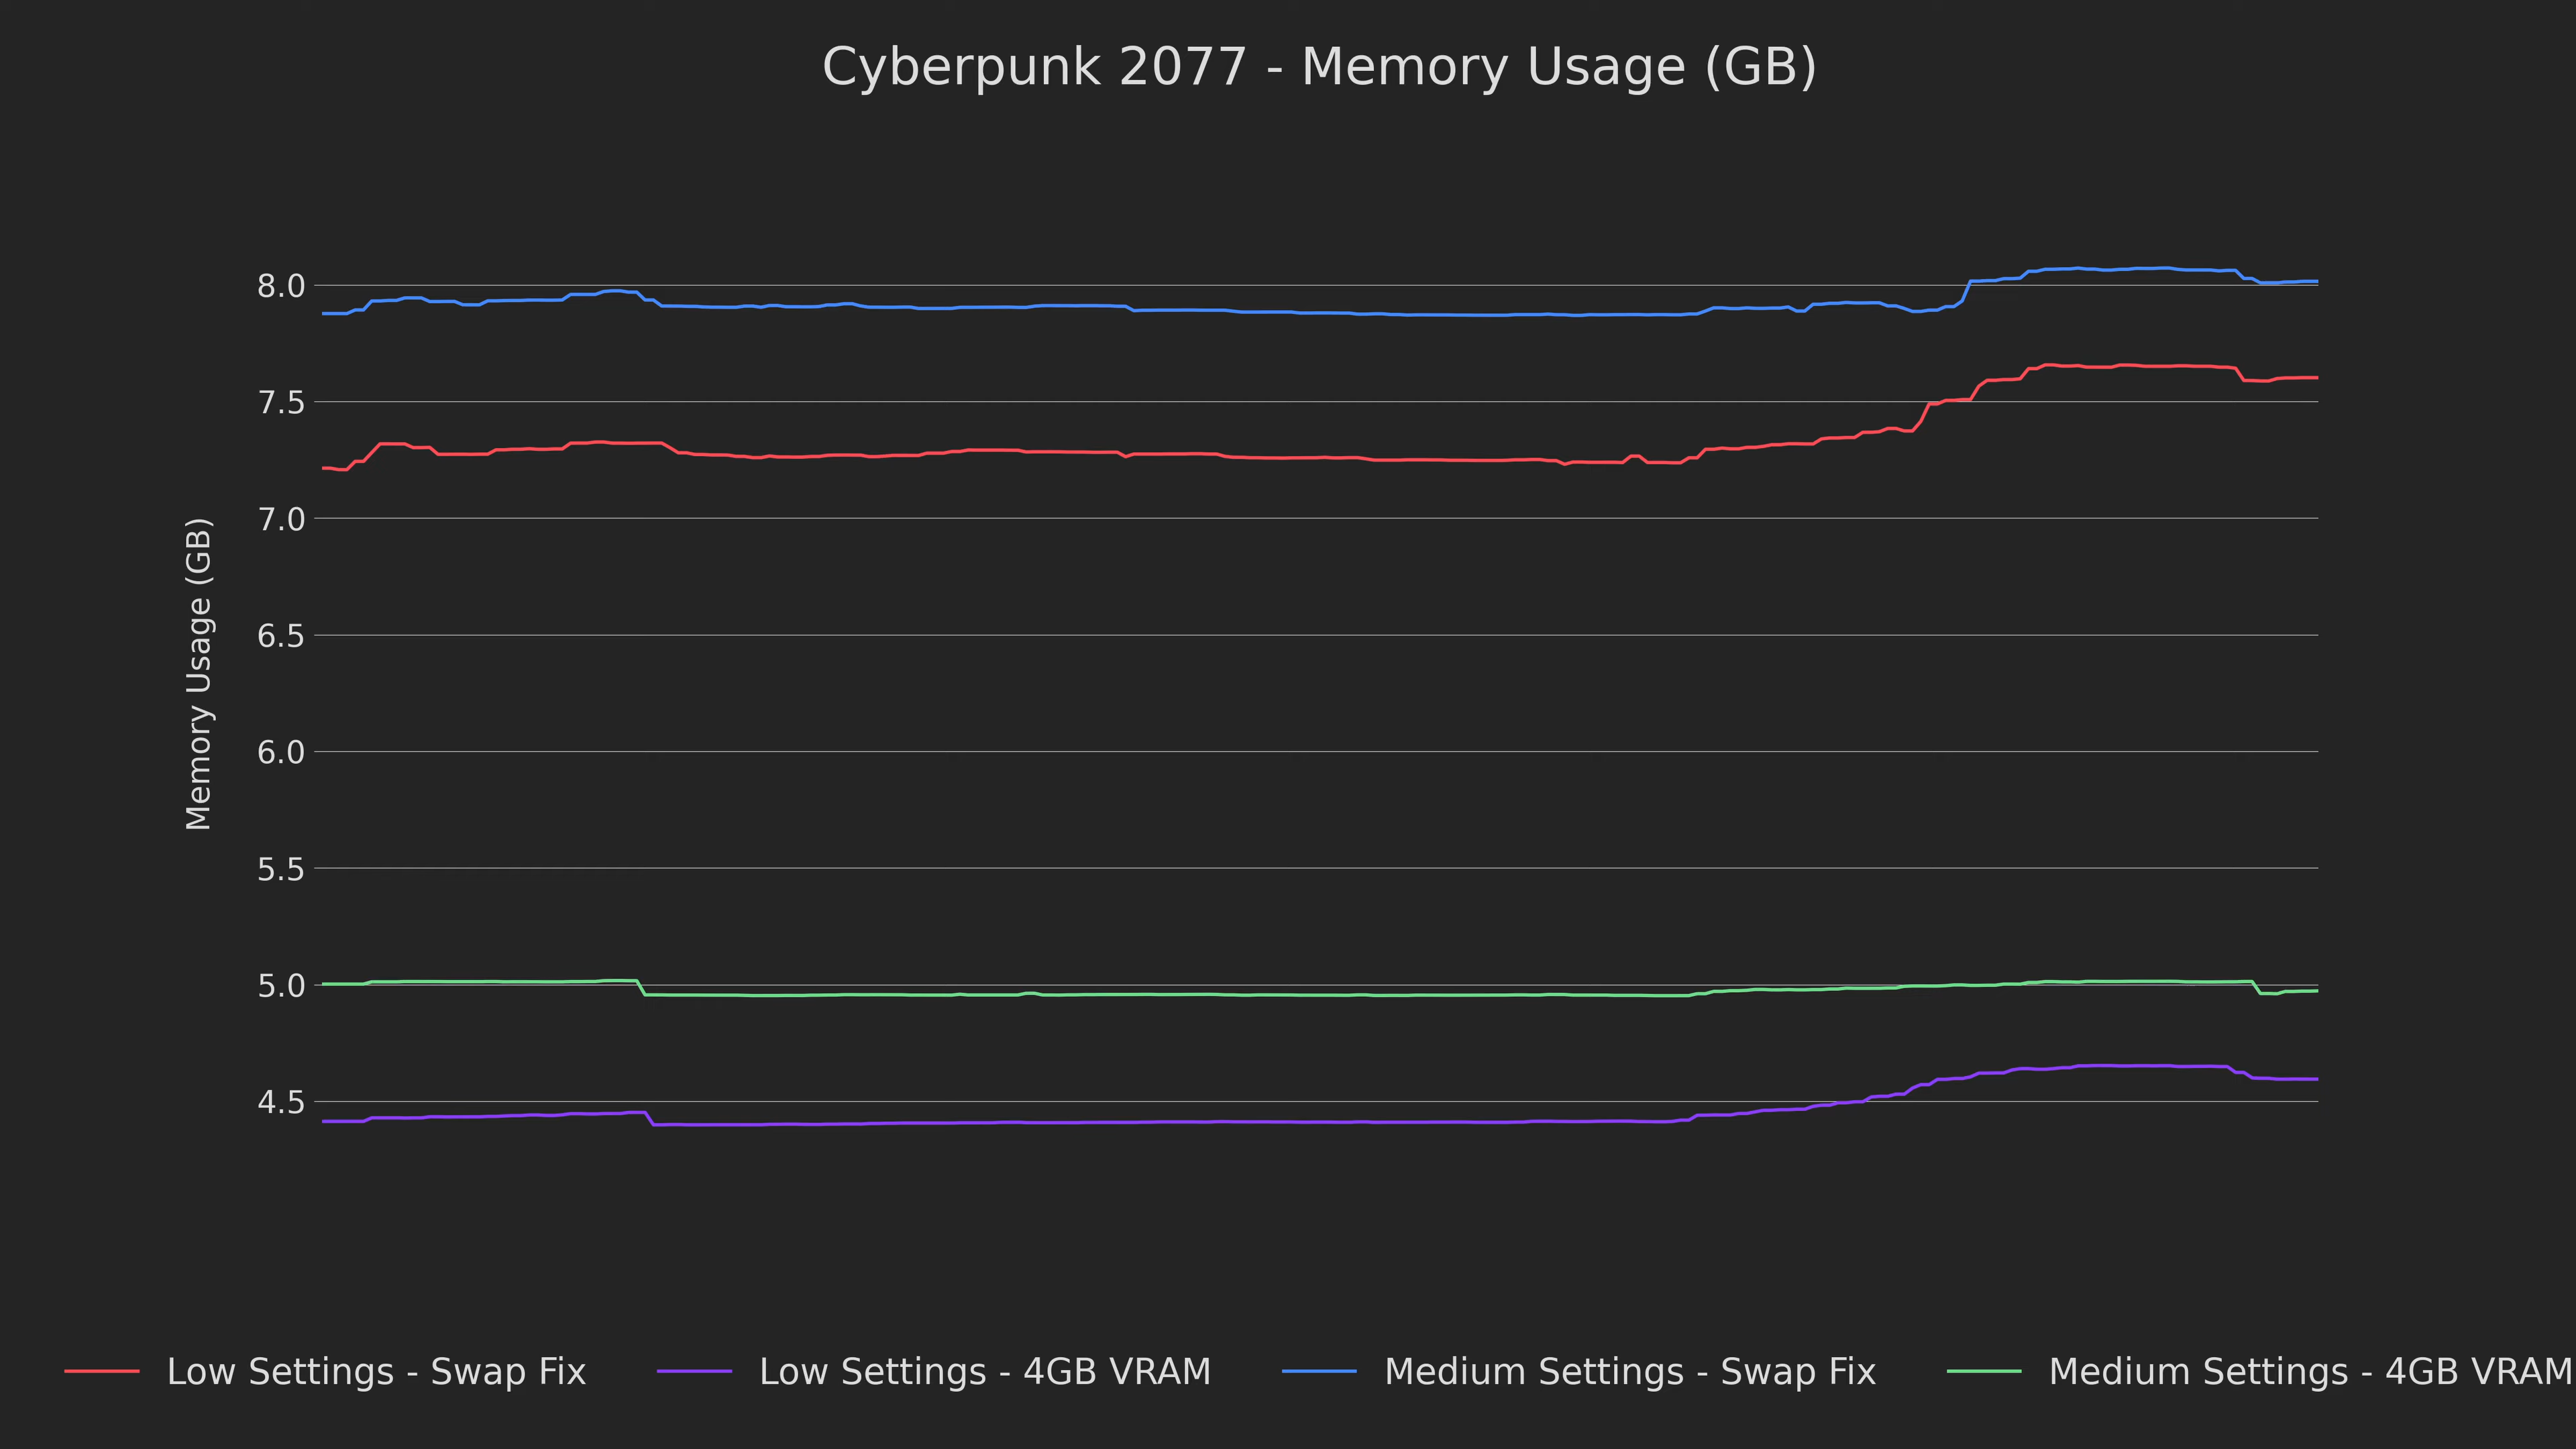 Cyberpunk 2077 - Memory Usage (GB)
Memory Usage (GB)
8.0
7.5
7.0
6.5
6.0
5.5
5.0
4.5
Low Settings - Swap Fix
Low Settings - 4GB VRAM
Medium Settings - Swap Fix
Medium Settings - 4GB VRAM